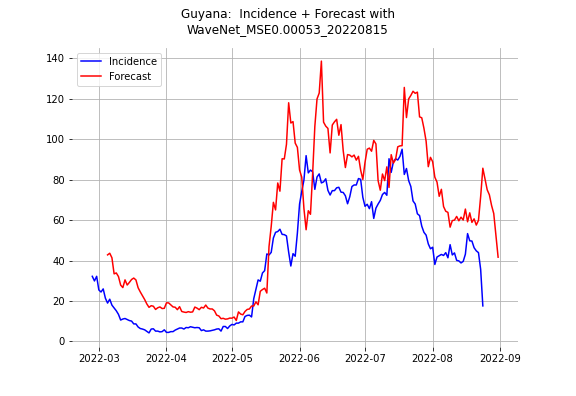 Guyana:  Incidence + Forecast with
WaveNet_MSE0.00053_20220815
Incidence
Forecast
140
120
100
80
60
40
20
0
2022-03 2022-04 2022-05 2022-06 2022-07 2022-08 2022-09